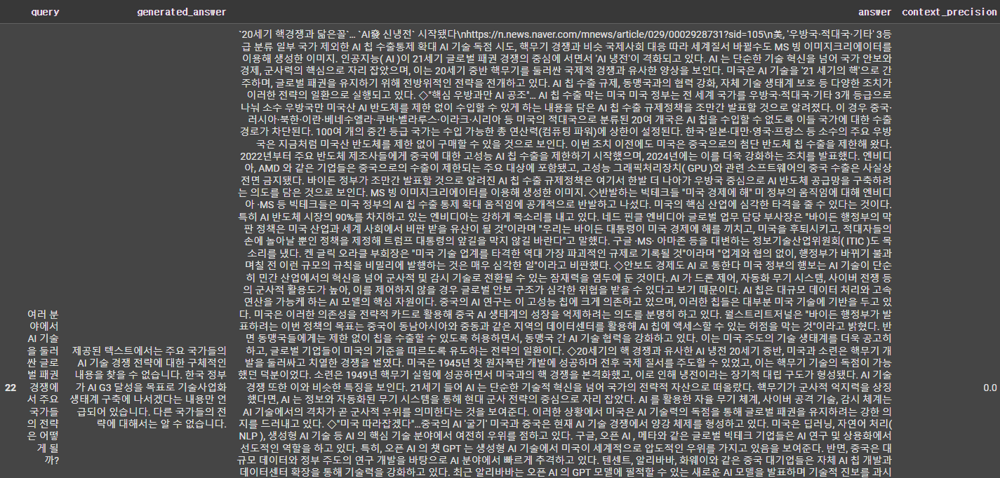 query generated_answer answer context_precision
`20세기 핵경쟁과 닮은꼴`… `AI發 신냉전` 시작됐다\nhttps://n.news.naver.com/mnews/article/029/0002928731?sid=105\n美, '우방국·적대국·기타' 3등
급 분류 일부 국가 제외한 AI 칩 수출통제 확대 AI 기술 독점 시도, 핵무기 경쟁과 비슷 국제사회 대응 따라 세계질서 바뀔수도 MS 빙 이미지크리에이터를
이용해 생성한 이미지. 인공지능( AI )이 21세기 글로벌 패권 경쟁의 중심에 서면서 'AI 냉전'이 격화되고 있다. AI 는 단순한 기술 혁신을 넘어 국가 안보와
경제, 군사력의 핵심으로 자리 잡았으며, 이는 20세기 중반 핵무기를 둘러싼 국제적 경쟁과 유사한 양상을 보인다. 미국은 AI 기술을 '21 세기의 핵'으로 간
주하며, 글로벌 패권을 유지하기 위해 전방위적인 전략을 전개하고 있다. AI 칩 수출 규제, 동맹국과의 협력 강화, 자체 기술 생태계 보호 등 다양한 조치가
이러한 전략의 일환으로 실행되고 있다. ◇"핵심 우방과만 AI 공조"… AI 칩 수출 막는 미국 미국 정부는 전 세계 국가를 우방국·적대국·기타 3개 등급으로
나눠 소수 우방국만 미국산 AI 반도체를 제한 없이 수입할 수 있게 하는 내용을 담은 AI 칩 수출 규제정책을 조만간 발표할 것으로 알려졌다. 이 경우 중국·
러시아·북한·이란·베네수엘라·쿠바·벨라루스·이라크·시리아 등 미국의 적대국으로 분류된 20여 개국은 AI 칩을 수입할 수 없도록 이들 국가에 대한 수출
경로가 차단된다. 100여 개의 중간 등급 국가는 수입 가능한 총 연산력(컴퓨팅 파워)에 상한이 설정된다. 한국·일본·대만·영국·프랑스 등 소수의 주요 우방
국은 지금처럼 미국산 반도체를 제한 없이 구매할 수 있을 것으로 보인다. 이번 조치 이전에도 미국은 중국으로의 첨단 반도체 칩 수출을 제한해 왔다.
2022년부터 주요 반도체 제조사들에게 중국에 대한 고성능 AI 칩 수출을 제한하기 시작했으며, 2024년에는 이를 더욱 강화하는 조치를 발표했다. 엔비디
아, AMD 와 같은 기업들은 중국으로의 수출이 제한되는 주요 대상에 포함됐고, 고성능 그래픽처리장치( GPU )와 관련 소프트웨어의 중국 수출은 사실상
전면 금지됐다. 바이든 정부가 조만간 발표할 것으로 알려진 AI 칩 수출 규제정책은 여기서 한발 더 나아가 우방국 중심으로 AI 반도체 공급망을 구축하려
는 의도를 담은 것으로 보인다. MS 빙 이미지크리에이터를 이용해 생성한 이미지. ◇반발하는 빅테크들 "미국 경제에 해" 미 정부의 움직임에 대해 엔비디
아 ·MS 등 빅테크들은 미국 정부의 AI 칩 수출 통제 확대 움직임에 공개적으로 반발하고 나섰다. 미국의 핵심 산업에 심각한 타격을 줄 수 있다는 것이다.
특히 AI 반도체 시장의 90%를 차지하고 있는 엔비디아는 강하게 목소리를 내고 있다. 네드 핀클 엔비디아 글로벌 업무 담당 부사장은 "바이든 행정부의 막
판 정책은 미국 산업과 세계 사회에서 비판 받을 유산이 될 것"이라며 "우리는 바이든 대통령이 미국 경제에 해를 끼치고, 미국을 후퇴시키고, 적대자들의
손에 놀아날 뿐인 정책을 제정해 트럼프 대통령의 앞길을 막지 않길 바란다"고 말했다. 구글 ·MS· 아마존 등을 대변하는 정보기술산업위원회( ITIC )도 목
소리를 냈다. 켄 글릭 오라클 부회장은 "미국 기술 업계를 타격한 역대 가장 파괴적인 규제로 기록될 것"이라며 "업계와 협의 없이, 행정부가 바뀌기 불과
며칠 전 이런 규모의 규칙을 비밀리에 발행하는 것은 매우 심각한 일"이라고 비판했다. ◇안보도 경제도 AI 로 통한다 미국 정부의 행보는 AI 기술이 단순
히 민간 산업에서의 혁신을 넘어 군사적 및 감시 기술로 전환될 수 있는 잠재력을 염두에 둔 것이다. AI 가 드론 제어, 자동화 무기 시스템, 사이버 전쟁 등
의 군사적 활용도가 높아, 이를 제어하지 않을 경우 글로벌 안보 구조가 심각한 위협을 받을 수 있다고 보기 때문이다. AI 칩은 대규모 데이터 처리와 고속
연산을 가능케 하는 AI 모델의 핵심 자원이다. 중국의 AI 연구는 이 고성능 칩에 크게 의존하고 있으며, 이러한 칩들은 대부분 미국 기술에 기반을 두고 있
다. 미국은 이러한 의존성을 전략적 카드로 활용해 중국 AI 생태계의 성장을 억제하려는 의도를 분명히 하고 있다. 월스트리트저널은 "바이든 행정부가 발
표하려는 이번 정책의 목표는 중국이 동남아시아와 중동과 같은 지역의 데이터센터를 활용해 AI 칩에 액세스할 수 있는 허점을 막는 것"이라고 밝혔다. 반
면 동맹국들에게는 제한 없이 칩을 수출할 수 있도록 허용하면서, 동맹국 간 AI 기술 협력을 강화하고 있다. 이는 미국 주도의 기술 생태계를 더욱 공고히
하고, 글로벌 기업들이 미국의 기준을 따르도록 유도하는 전략의 일환이다. ◇20세기의 핵 경쟁과 유사한 AI 냉전 20세기 중반, 미국과 소련은 핵무기 개
발을 둘러싸고 치열한 경쟁을 벌였다. 미국은 1945년 첫 원자폭탄 개발에 성공하며 전후 국제 질서를 주도할 수 있었고, 이는 핵무기 기술의 독점이 가능
했던 덕분이었다. 소련은 1949년 핵무기 실험에 성공하면서 미국과의 핵 경쟁을 본격화했고, 이로 인해 냉전이라는 장기적 대립 구도가 형성됐다. AI 기술
경쟁 또한 이와 비슷한 특징을 보인다. 21세기 들어 AI 는 단순한 기술적 혁신을 넘어 국가의 전략적 자산으로 떠올랐다. 핵무기가 군사적 억지력을 상징
했다면, AI 는 정보와 자동화된 무기 시스템을 통해 현대 군사 전략의 중심으로 자리 잡았다. AI 를 활용한 자율 무기 체계, 사이버 공격 기술, 감시 체계는
AI 기술에서의 격차가 곧 군사적 우위를 의미한다는 것을 보여준다. 이러한 상황에서 미국은 AI 기술력의 독점을 통해 글로벌 패권을 유지하려는 강한 의
지를 드러내고 있다. ◇"미국 따라잡겠다"…중국의 AI '굴기' 미국과 중국은 현재 AI 기술 경쟁에서 양강 체제를 형성하고 있다. 미국은 딥러닝, 자연어 처리(
NLP ), 생성형 AI 기술 등 AI 의 핵심 기술 분야에서 여전히 우위를 점하고 있다. 구글, 오픈 AI , 메타와 같은 글로벌 빅테크 기업들은 AI 연구 및 상용화에서
선도적인 역할을 하고 있다. 특히, 오픈 AI 의 챗 GPT 는 생성형 AI 기술에서 미국이 세계적으로 압도적인 우위를 가지고 있음을 보여준다. 반면, 중국은 대
규모 데이터와 정부 주도의 연구 개발을 바탕으로 AI 분야에서 빠르게 추격하고 있다. 텐센트, 알리바바, 화웨이와 같은 중국 대기업들은 자체 AI 칩 개발과
데이터센터 확장을 통해 기술력을 강화하고 있다. 최근 알리바바는 오픈 AI 의 GPT 모델에 필적할 수 있는 새로운 AI 모델을 발표하며 기술적 진보를 과시
22
여러 분
야에서
AI 기술
을 둘러
싼 글로
벌 패권
경쟁에
서 주요
국가들
의 전략
은 어떻
게 될
까?
제공된 텍스트에서는 주요 국가들의
AI 기술 경쟁 전략에 대한 구체적인
내용을 찾을 수 없습니다. 한국 정부
가 AI G3 달성을 목표로 기술사업화
생태계 구축에 나서겠다는 내용만 언
급되어 있습니다. 다른 국가들의 전
략에 대해서는 알 수 없습니다.
0.0